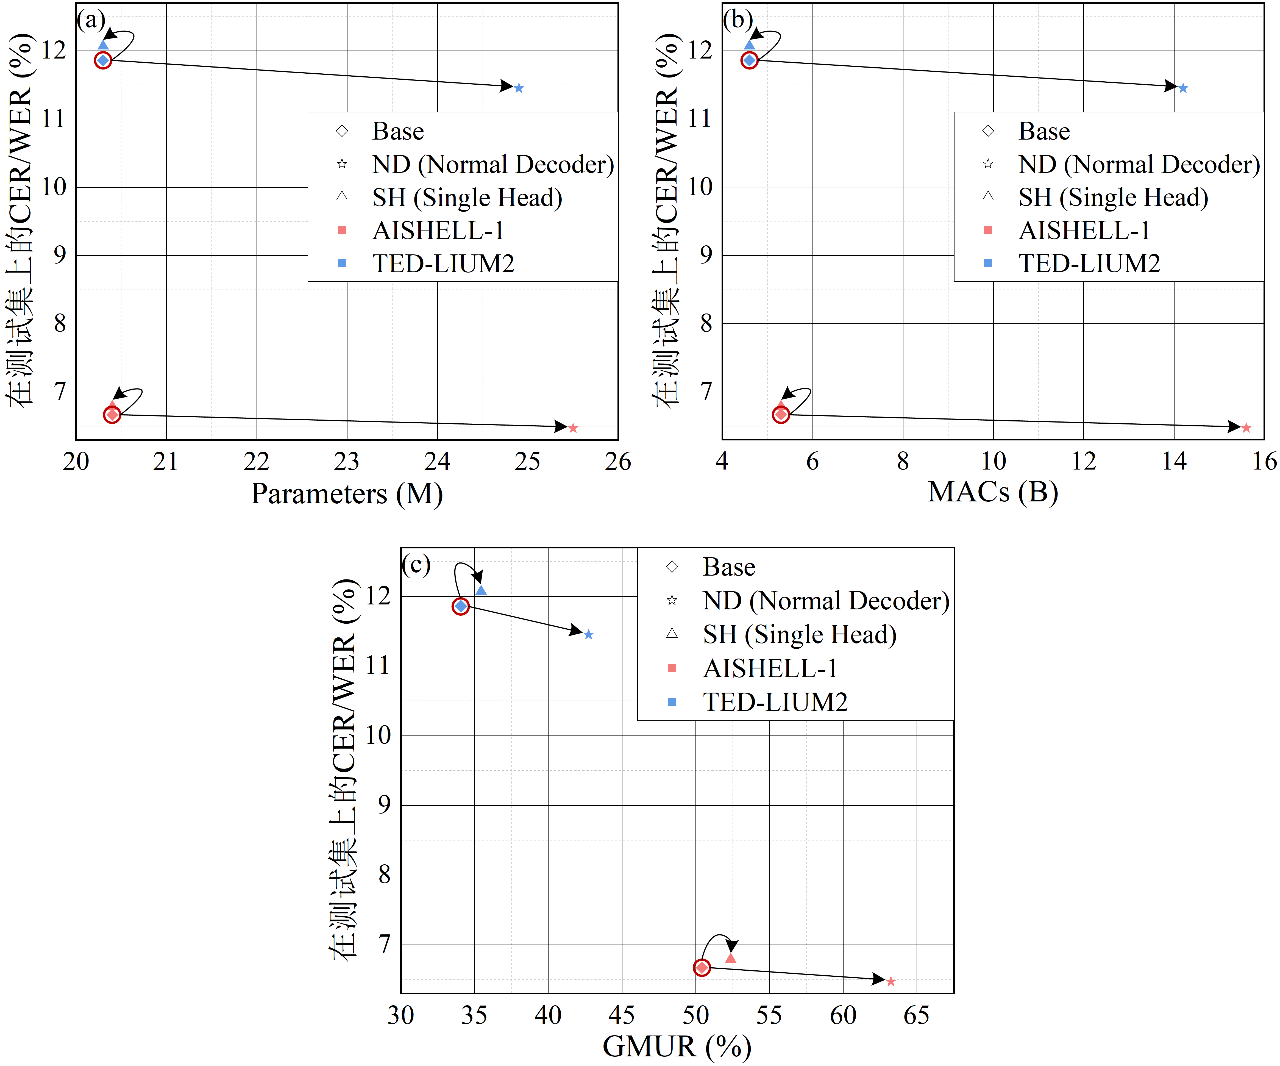 (a)
在测试集上的CER/WER (%)
12
11
10
9
8
7
20 21 22 23 24 25 26
Parameters (M)
Base
ND (Normal Decoder)
SH (Single Head)
AISHELL-1
TED-LIUM2
(b)
在测试集上的CER/WER (%)
12
11
10
9
8
7
4 6 8 10 12 14 16
MACs (B)
Base
ND (Normal Decoder)
SH (Single Head)
AISHELL-1
TED-LIUM2
(c)
在测试集上的CER/WER (%)
12
11
10
9
8
7
30 35 40 45 50 55 60 65
GMUR (%)
Base
ND (Normal Decoder)
SH (Single Head)
AISHELL-1
TED-LIUM2